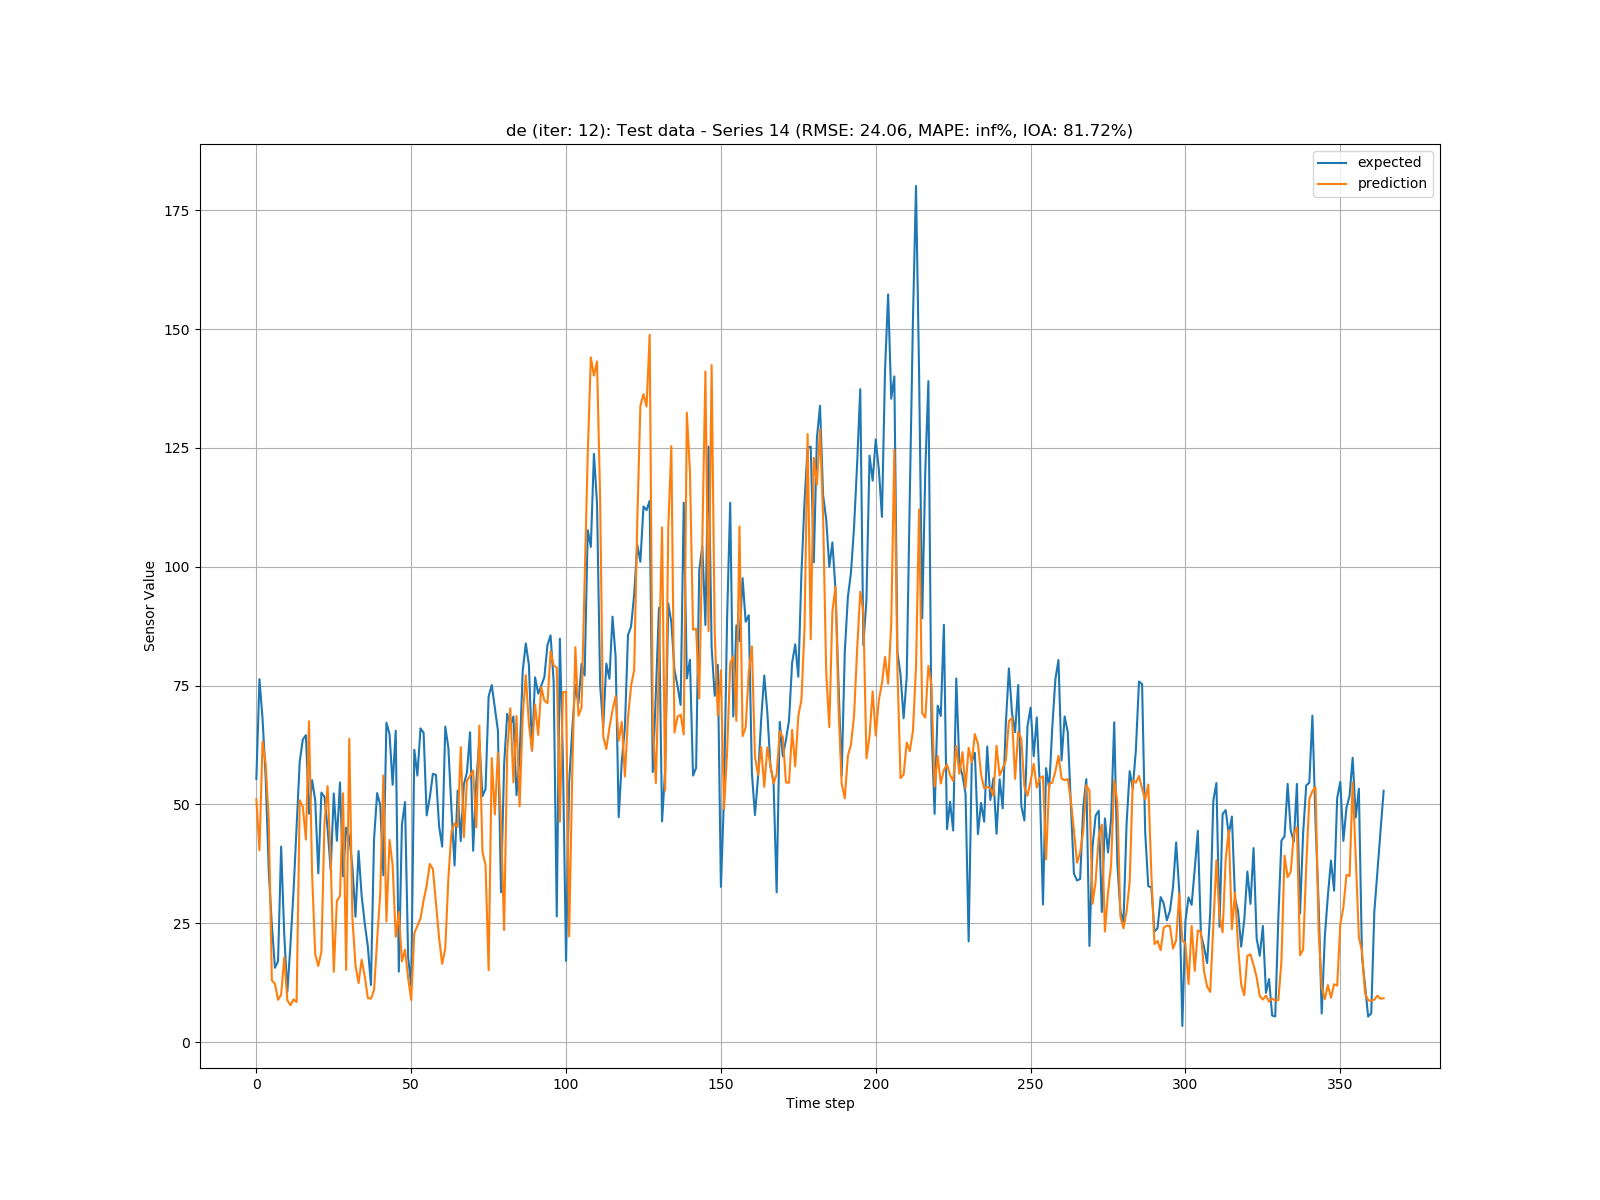 de (iter: 12): Test data - Series 14 (RMSE: 24.06, MAPE: inf%, IOA: 81.72%)
expected
prediction
175
150
125
100
75
50
25
0
Sensor Value
0 50 100 150 200 250 300 350
Time step